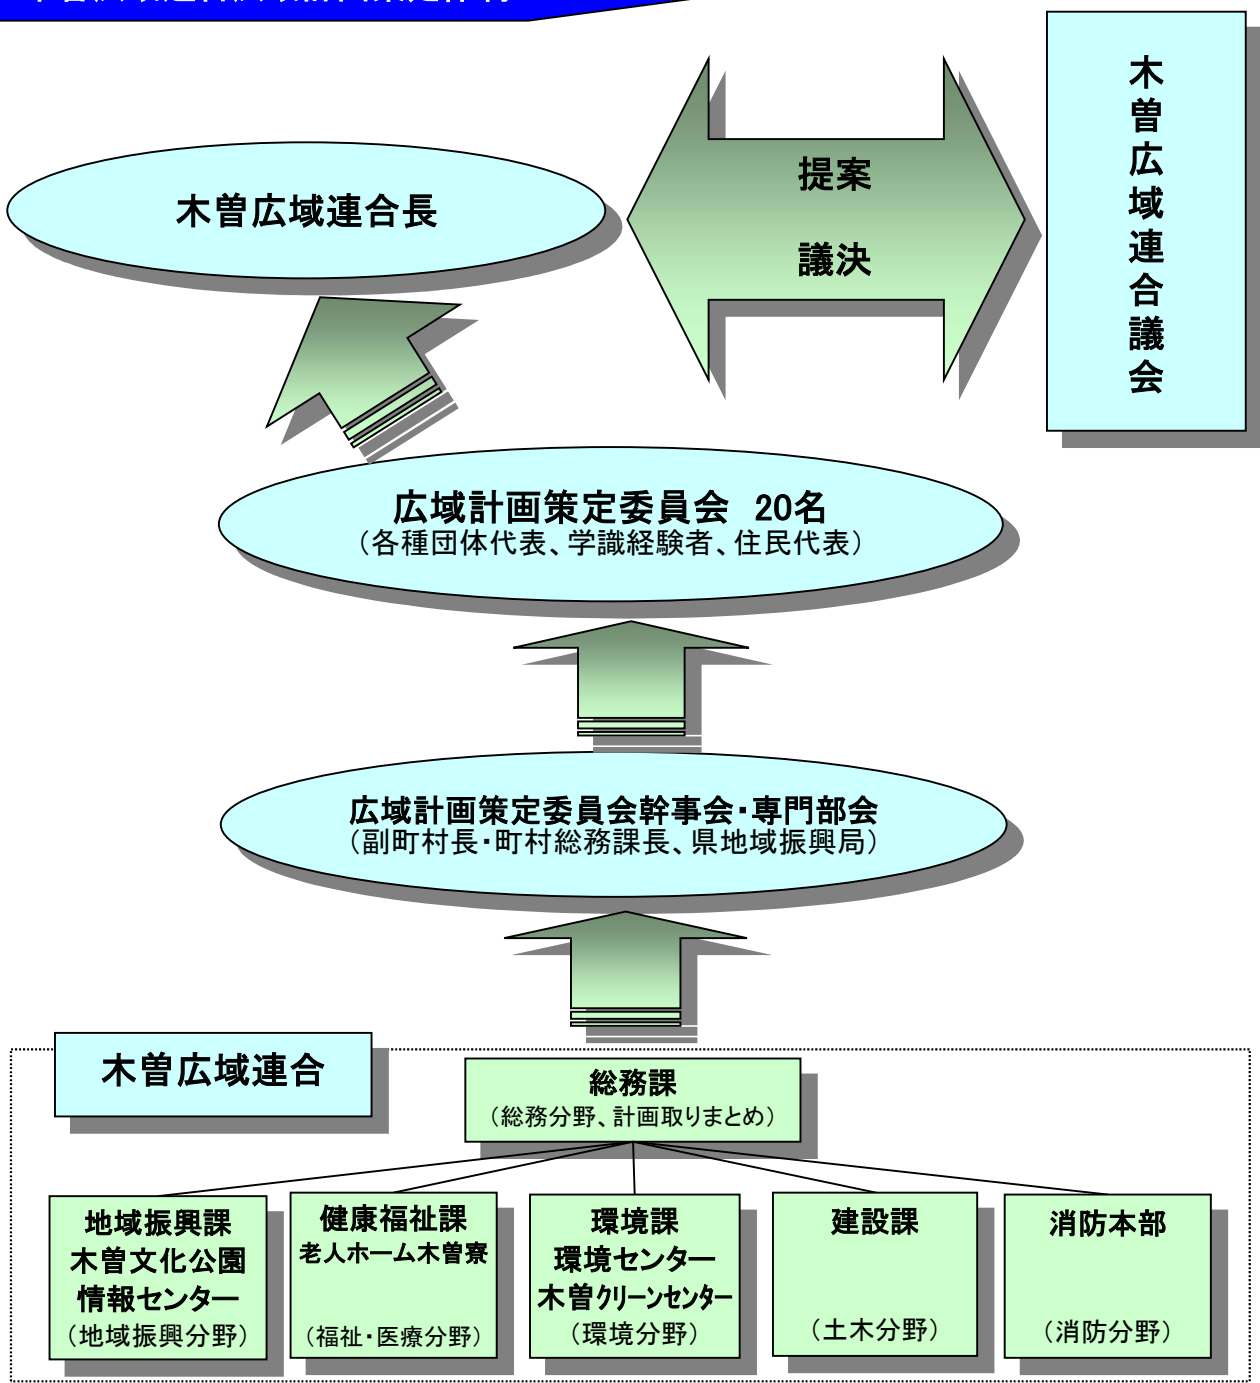 木曽広域連合長
提案
議決
木曽広域連合議会
広域計画策定委員会　20名
（各種団体代表、学識経験者、住民代表）
広域計画策定委員会幹事会・専門部会
（副町村長・町村総務課長、県地域振興局）
木曽広域連合
総務課
（総務分野、計画取りまとめ）
地域振興課
木曽文化公園
情報センター
（地域振興分野）
健康福祉課
老人ホーム木曽寮
（福祉・医療分野）
環境課
環境センター
木曽クリーンセンター
（環境分野）
建設課
（土木分野）
消防本部
（消防分野）